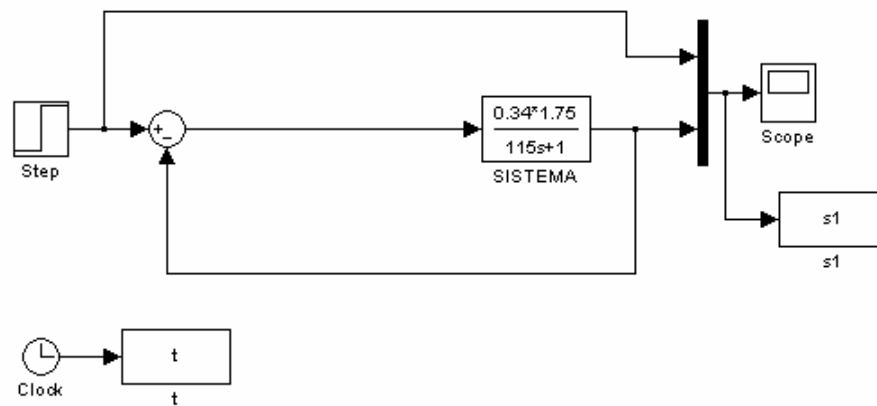 Step
+
-
0.34*1.75
115s+1
SISTEMA
Scope
s1
s1
Clock
t
t